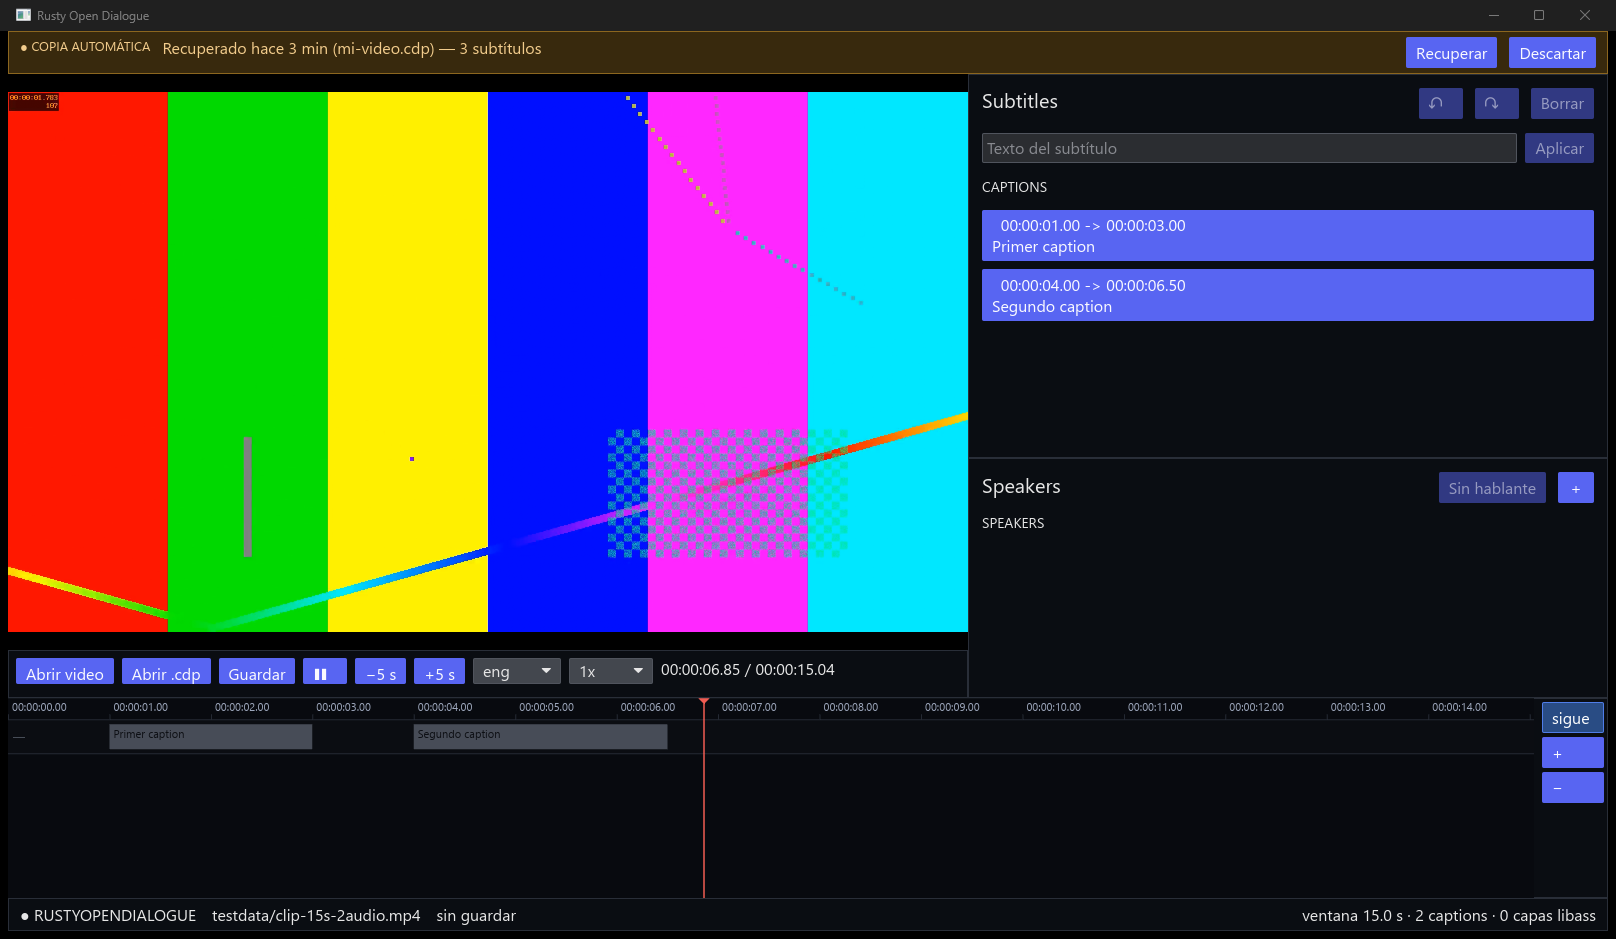 Rusty Open Dialogue
● COPIA AUTOMÁTICA Recuperado hace 3 min (mi-video.cdp) — 3 subtítulos
Recuperar Descartar
00:00:01.783
107
Subtitles
Borrar
Texto del subtítulo
Aplicar
CAPTIONS
00:00:01.00 -> 00:00:03.00
Primer caption
00:00:04.00 -> 00:00:06.50
Segundo caption
Speakers
Sin hablante +
SPEAKERS
Abrir video Abrir .cdp Guardar −5 s +5 s eng 1x 00:00:06.85 / 00:00:15.04
00:00:00.00 00:00:01.00 00:00:02.00 00:00:03.00 00:00:04.00 00:00:05.00 00:00:06.00 00:00:07.00 00:00:08.00 00:00:09.00 00:00:10.00 00:00:11.00 00:00:12.00 00:00:13.00 00:00:14.00
— Primer caption Segundo caption
sigue
+
−
● RUSTYOPENDIALOGUE testdata/clip-15s-2audio.mp4 sin guardar
ventana 15.0 s · 2 captions · 0 capas libass